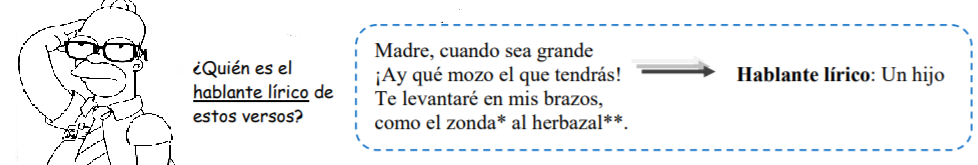 ¿Quién es el
hablante lírico de
estos versos?
Madre, cuando sea grande
¡Ay qué mozo el que tendrás!
Te levantaré en mis brazos,
como el zonda* al herbazal**.
Hablante lírico: Un hijo